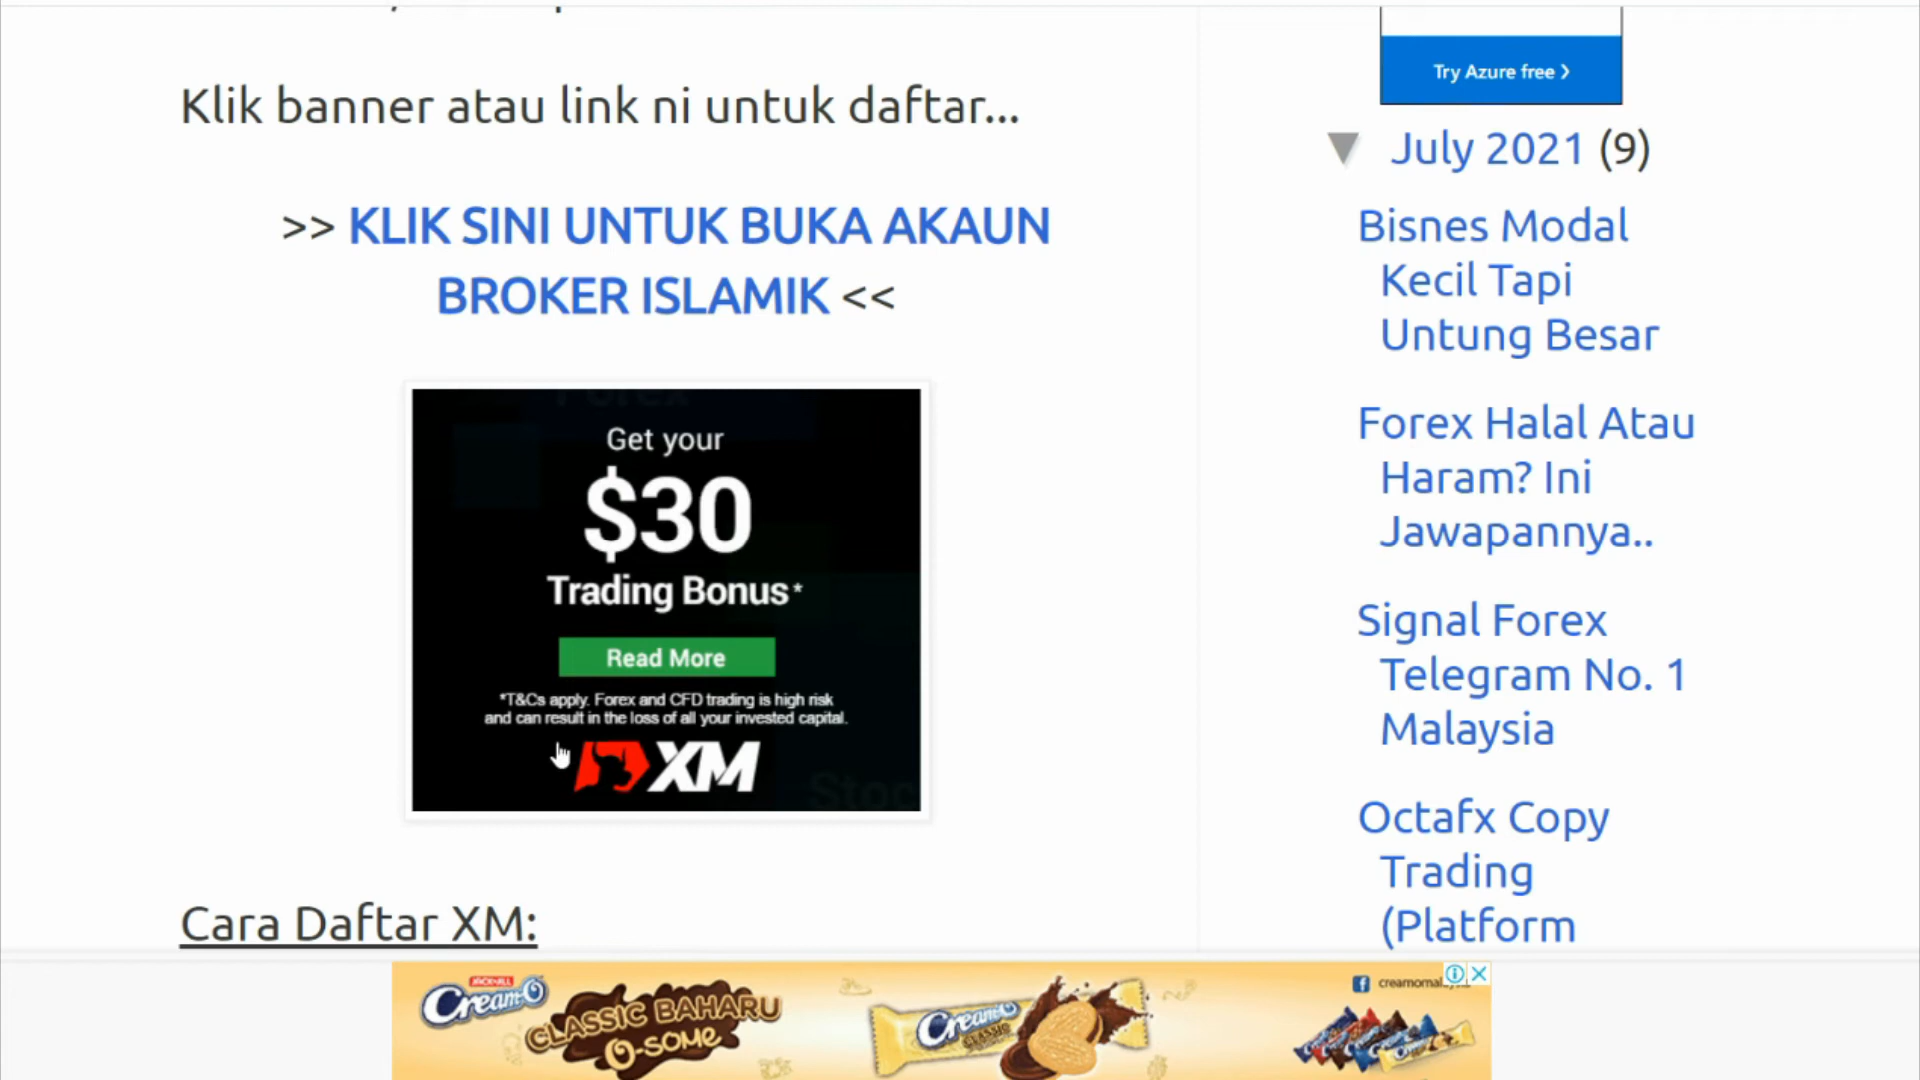 Klik banner atau link ni untuk daftar...
>> KLIK SINI UNTUK BUKA AKAUN
BROKER ISLAMIK <<
Get your
$30
Trading Bonus*
Read More
*T&Cs apply. Forex and CFD trading is high risk
and can result in the loss of all your invested capital.
XM
Cara Daftar XM:
Try Azure free >
July 2021 (9)
Bisnes Modal
Kecil Tapi
Untung Besar
Forex Halal Atau
Haram? Ini
Jawapannya..
Signal Forex
Telegram No. 1
Malaysia
Octafx Copy
Trading
(Platform
Cream-O
CLASSIC BAHARU
O-SOME
Cream-O
CLASSIC